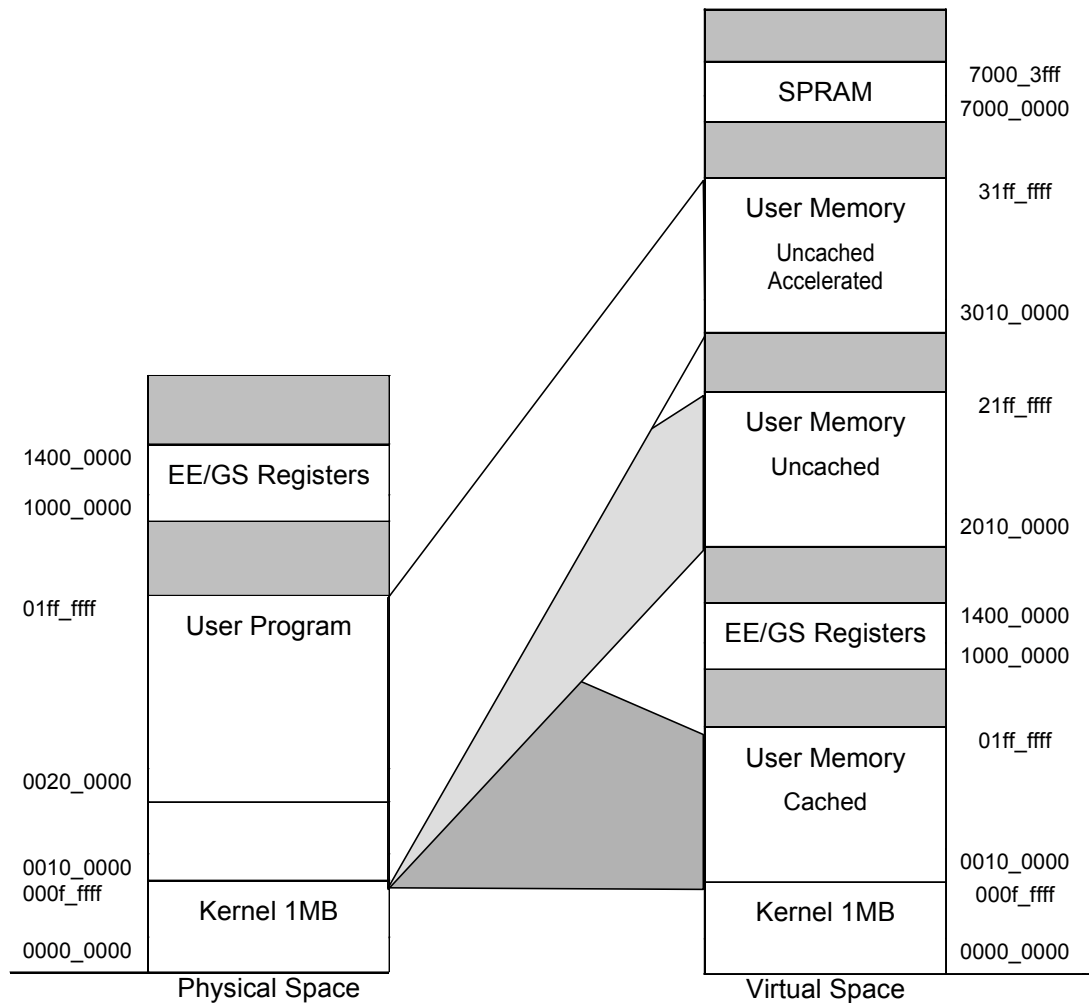 7000_3fff
SPRAM
7000_0000
31ff_ffff
User Memory
Uncached
Accelerated
3010_0000
21ff_ffff
User Memory
Uncached
2010_0000
1400_0000
EE/GS Registers
1000_0000
01ff_ffff
User Memory
Cached
0010_0000
000f_ffff
Kernel 1MB
0000_0000
Virtual Space
1400_0000
EE/GS Registers
1000_0000
01ff_ffff
User Program
0020_0000
0010_0000
000f_ffff
Kernel 1MB
0000_0000
Physical Space